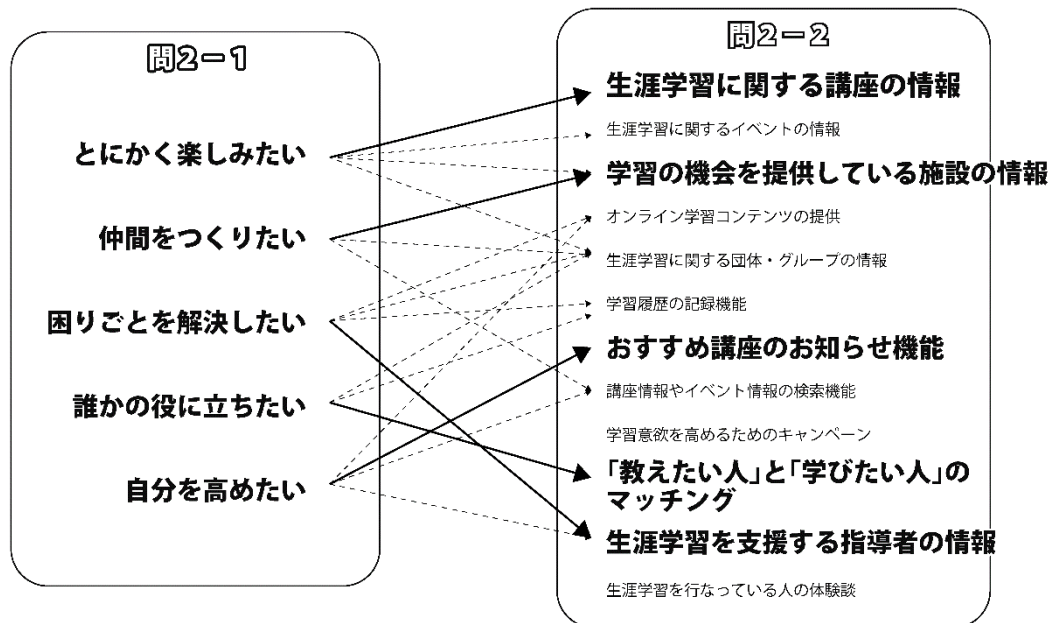 問2-1
とにかく楽しみたい
仲間をつくりたい
困りごとを解決したい
誰かの役に立ちたい
自分を高めたい
問2-2
生涯学習に関する講座の情報
生涯学習に関するイベントの情報
学習の機会を提供している施設の情報
オンライン学習コンテンツの提供
生涯学習に関する団体・グループの情報
学習履歴の記録機能
おすすめ講座のお知らせ機能
講座情報やイベント情報の検索機能
学習意欲を高めるためのキャンペーン
「教えたい人」と「学びたい人」の
マッチング
生涯学習を支援する指導者の情報
生涯学習を行なっている人の体験談